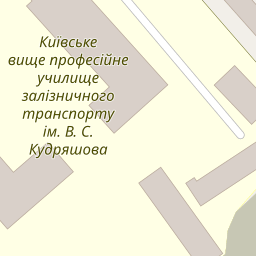 Київське
вище професійне
училище
залізничного
транспорту
ім. В. С.
Кудряшова